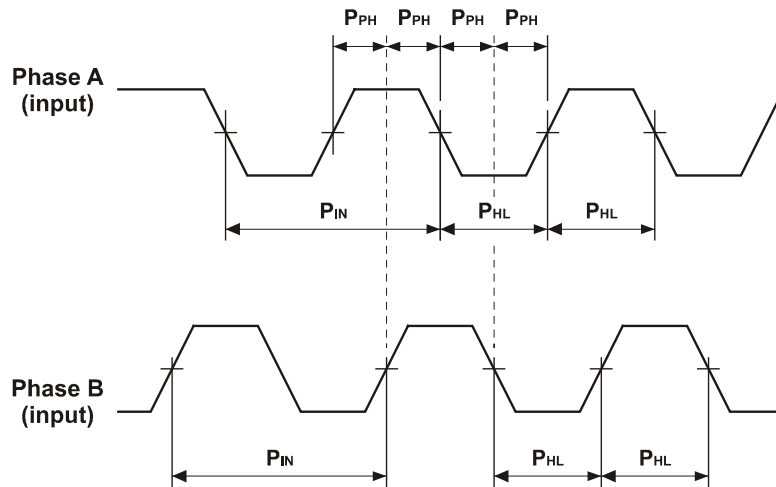 PPH PPH PPH PPH
Phase A
(input)
PIN PHL PHL
Phase B
(input)
PIN PHL PHL